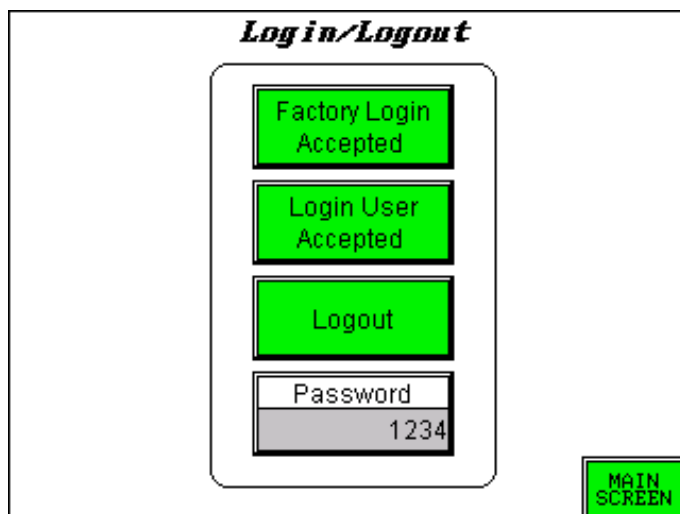 Login/Logout
Factory Login
Accepted
Login User
Accepted
Logout
Password
1234
MAIN
SCREEN